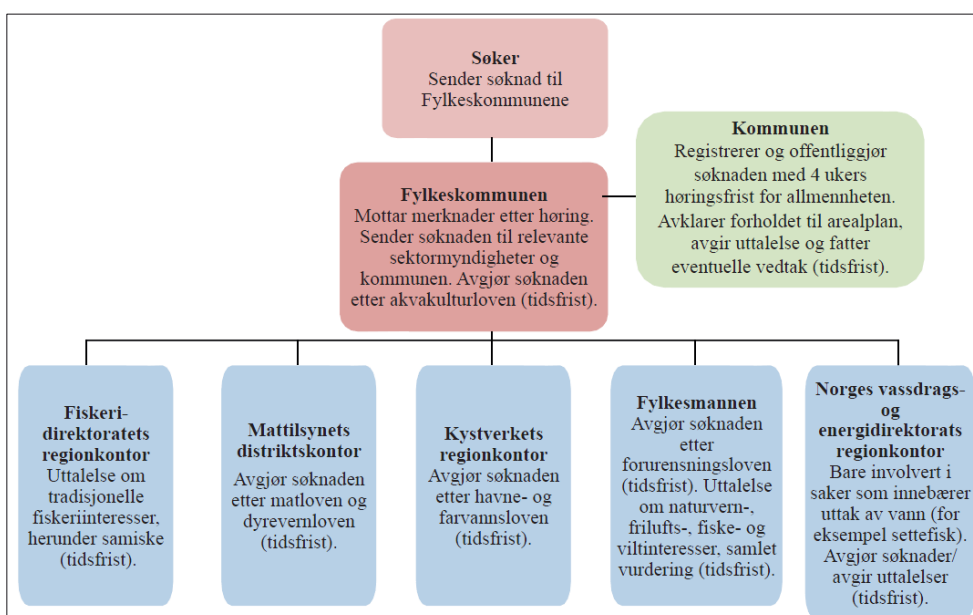 Søker
Sender søknad til
Fylkeskommunene
Kommunen
Registrerer og offentliggjør
søknaden med 4 ukers
høringsfrist for allmennheten.
Avklarer forholdet til arealplan,
avgir uttalelse og fatter
eventuelle vedtak (tidsfrist).
Fylkeskommunen
Mottar merknader etter høring.
Sender søknaden til relevante
sektormyndigheter og
kommunen. Avgjør søknaden
etter akvakulturloven (tidsfrist).
Fiskeri-
direktoratets
regionkontor
Uttalelse om
tradisjonelle
fiskeriinteresser,
herunder samiske
(tidsfrist).
Mattilsynets
distriktskontor
Avgjør søknaden
etter matloven og
dyrevernloven
(tidsfrist).
Kystverkets
regionkontor
Avgjør søknaden
etter havne- og
farvannsloven
(tidsfrist).
Fylkesmannen
Avgjør søknaden
etter
forurensningsloven
(tidsfrist). Uttalelse
om naturvern-,
frilufts-, fiske- og
viltinteresser, samlet
vurdering (tidsfrist).
Norges vassdrags-
og
energidirektorats
regionkontor
Bare involvert i
saker som innebærer
uttak av vann (for
eksempel settefisk).
Avgjør søknader/
avgir uttalelser
(tidsfrist).